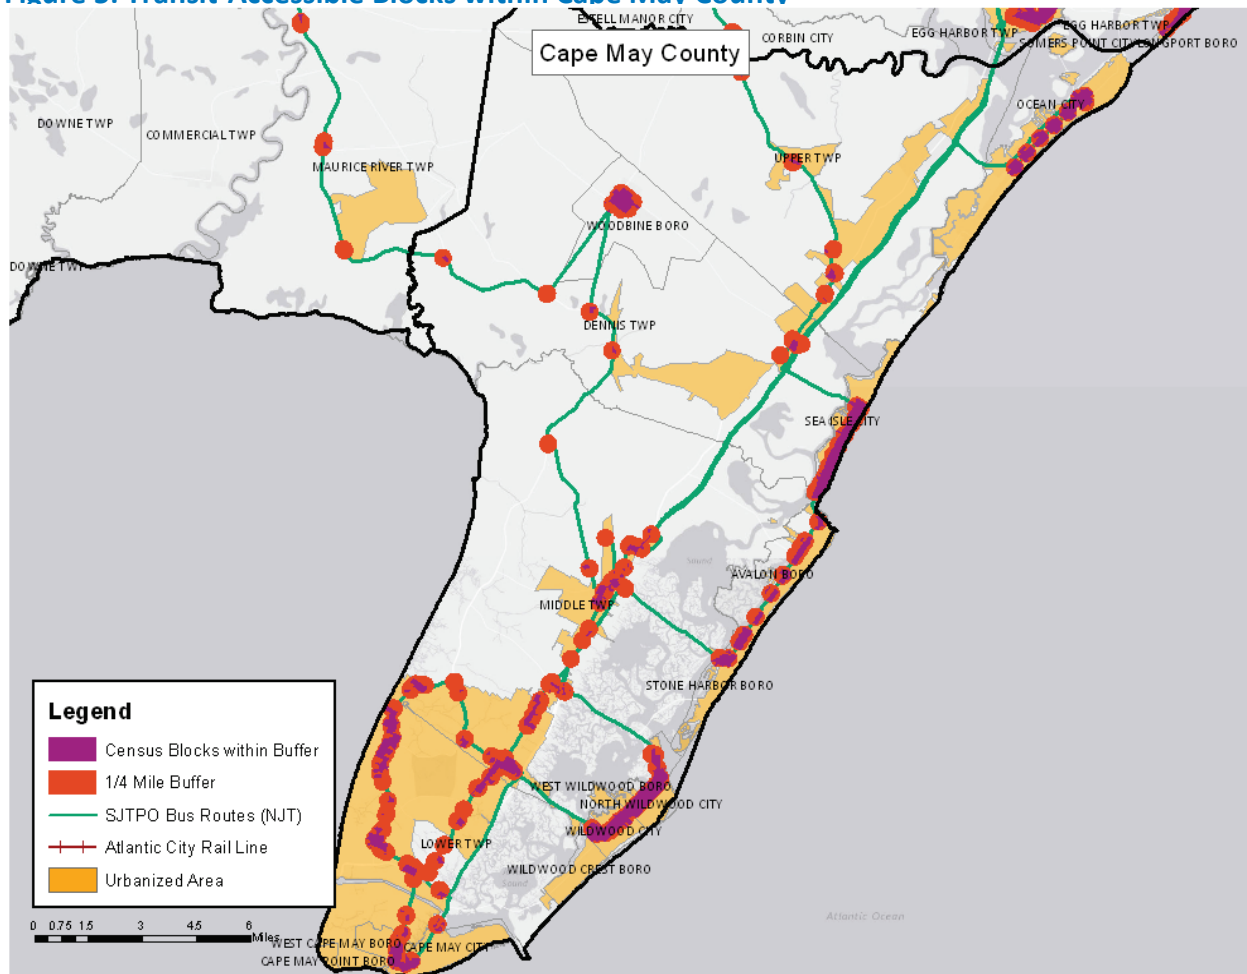 Figure 5: Transit-Accessible Blocks within Cape May County
ESTELL MANOR CITY
Cape May County
CORBIN CITY
EGG HARBOR TWP
EGG HARBOR TWP
SOMERS POINT CITY
LONGPORT BORO
OCEAN CITY
DOWNE TWP
COMMERCIAL TWP
MAURICE RIVER TWP
UPPER TWP
WOODBINE BORO
DOWNE TWP
DENNIS TWP
SEA ISLE CITY
Sound
AVALON BORO
MIDDLE TWP
STONE HARBOR BORO
Legend
Census Blocks within Buffer
1/4 Mile Buffer
SJTPO Bus Routes (NJT)
Atlantic City Rail Line
Urbanized Area
WEST WILDWOOD BORO
NORTH WILDWOOD CITY
WILDWOOD CITY
LOWER TWP
WILDWOOD CREST BORO
Sound
Atlantic Ocean
0 0.75 1.5 3 4.5 6
Miles
WEST CAPE MAY BORO
CAPE MAY CITY
CAPE MAY POINT BORO